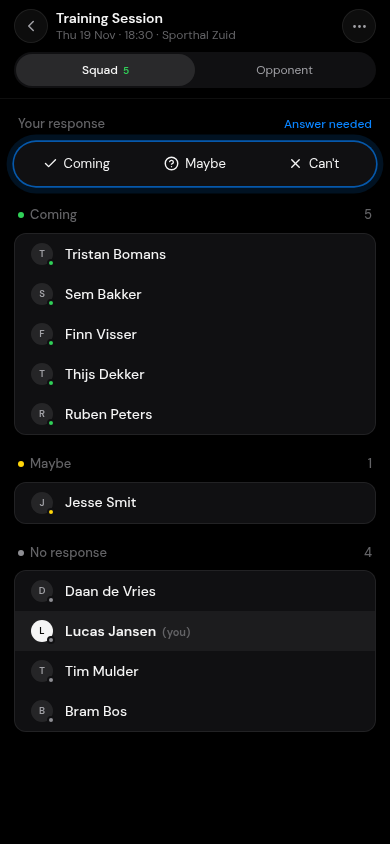 Training Session
Thu 19 Nov · 18:30 · Sporthal Zuid
Squad 5
Opponent
Your response
Answer needed
Coming
Maybe
Can't
Coming
5
T Tristan Bomans
S Sem Bakker
F Finn Visser
T Thijs Dekker
R Ruben Peters
Maybe
1
J Jesse Smit
No response
4
D Daan de Vries
L Lucas Jansen (you)
T Tim Mulder
B Bram Bos